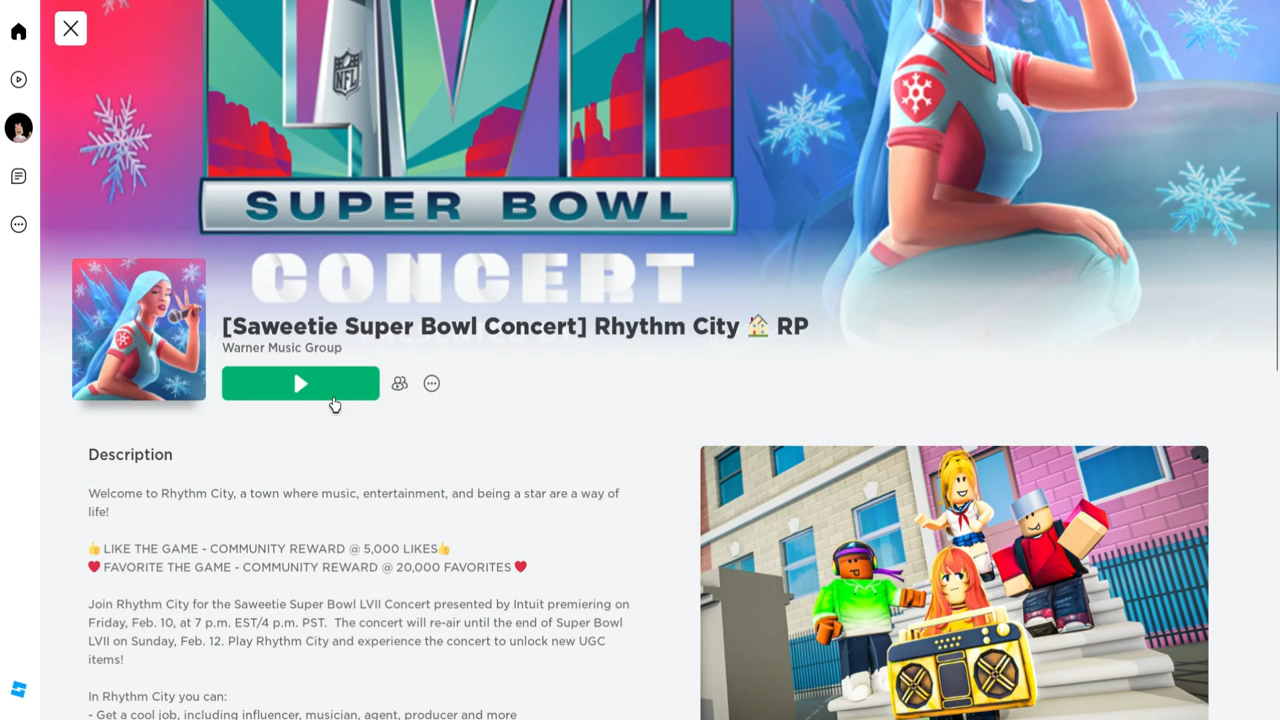 LVII
NFL
SUPER BOWL
CONCERT
[Saweetie Super Bowl Concert] Rhythm City 🏠 RP
PRESENTED BY
Warner Music Group
Description
Welcome to Rhythm City, a town where music, entertainment, and being a star are a way of
life!
👍 LIKE THE GAME - COMMUNITY REWARD @ 5,000 LIKES👍
❤️ FAVORITE THE GAME - COMMUNITY REWARD @ 20,000 FAVORITES ❤️
Join Rhythm City for the Saweetie Super Bowl LVII Concert presented by Intuit premiering on
Friday, Feb. 10, at 7 p.m. EST/4 p.m. PST.  The concert will re-air until the end of Super Bowl
LVII on Sunday, Feb. 12. Play Rhythm City and experience the concert to unlock new UGC
items!
In Rhythm City you can:
- Get a cool job, including influencer, musician, agent, producer and more